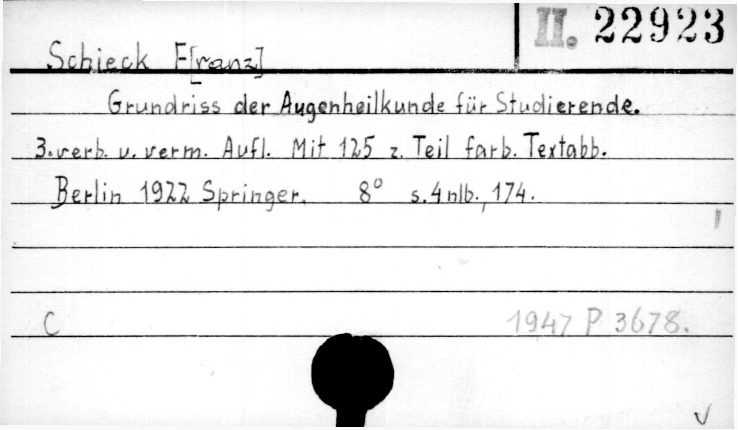 II. 22923
Schieck F[ranz]
Grundriss der Augenheilkunde für Studierende.
3. verb. u. verm. Aufl. Mit 125 z. Teil farb. Textabb.
Berlin 1922 Springer. 8° s. 4 nlb., 174.
C 1947 P 3678.